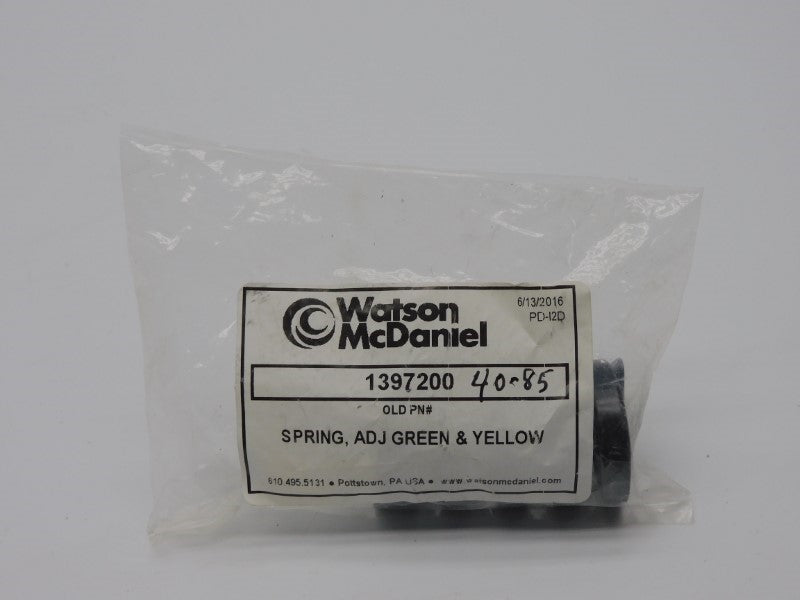 Watson
McDaniel
6/13/2016
PD-I2D
1397200 40-85
OLD PN#
SPRING, ADJ GREEN & YELLOW
610.495.5131 • Pottstown, PA USA • www.watsonmcdaniel.com